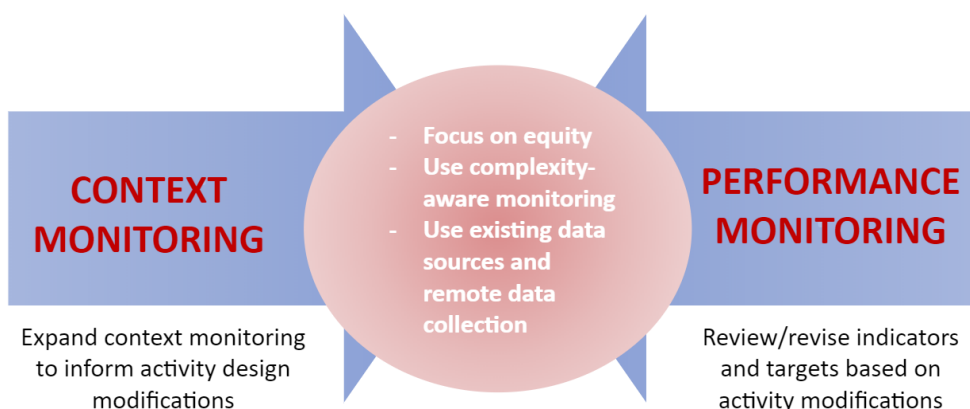 CONTEXT
MONITORING
Expand context monitoring
to inform activity design
modifications
- Focus on equity
- Use complexity-
aware monitoring
- Use existing data
sources and
remote data
collection
PERFORMANCE
MONITORING
Review/revise indicators
and targets based on
activity modifications